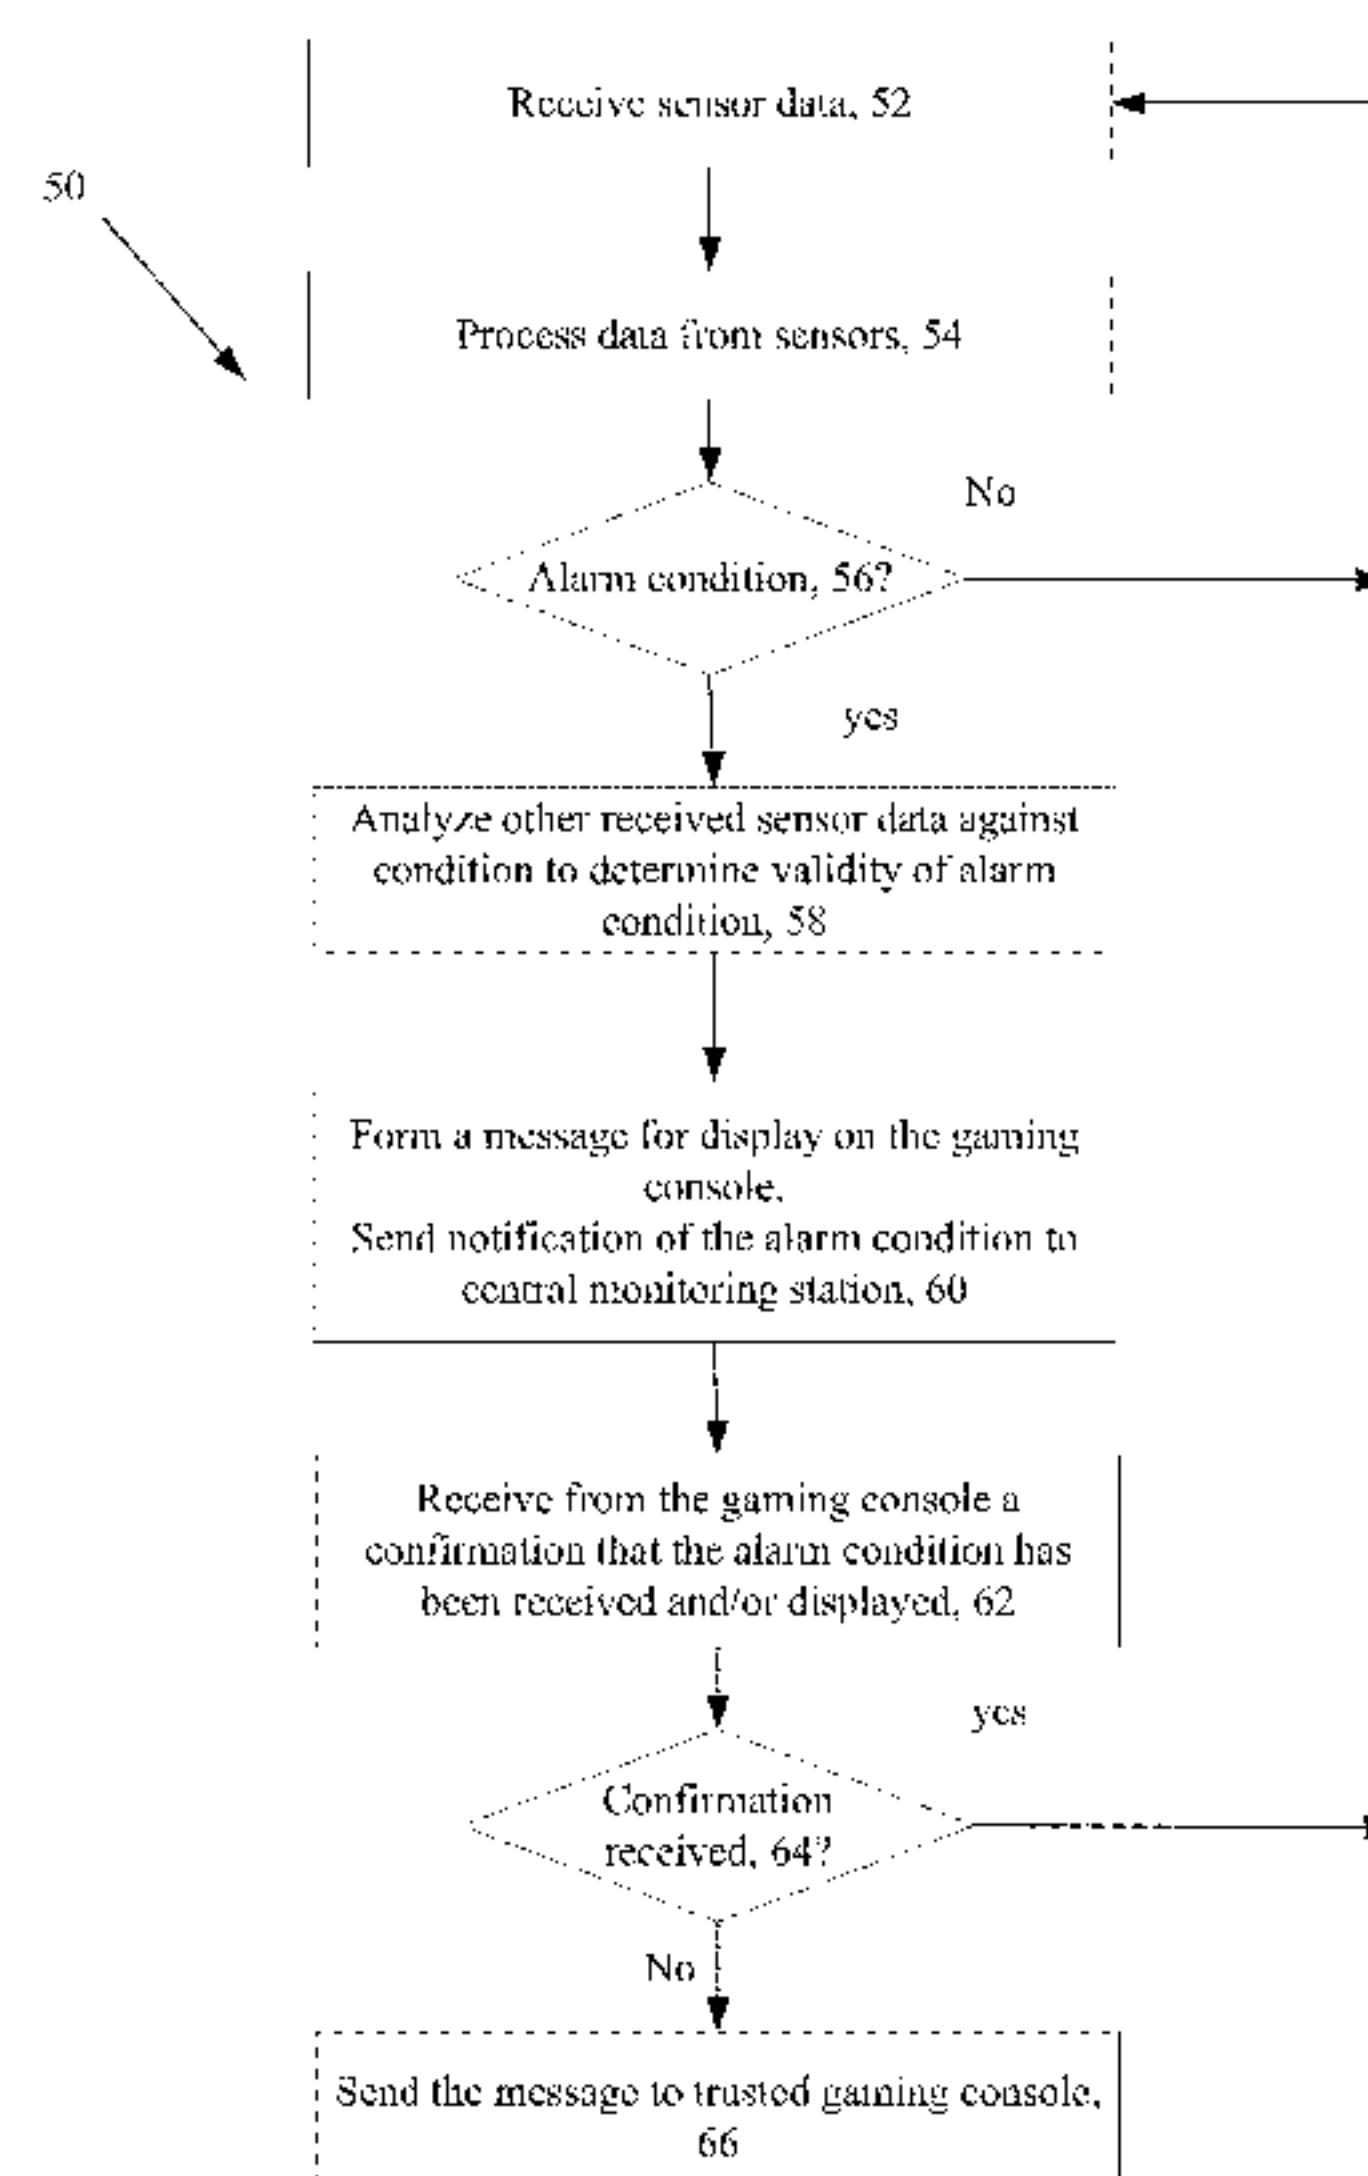 Receive sensor data, 52
50
Process data from sensors, 54
No
Alarm condition, 56?
yes
Analyze other received sensor data against
condition to determine validity of alarm
condition, 58
Form a message for display on the gaming
console.
Send notification of the alarm condition to
central monitoring station, 60
Receive from the gaming console a
confirmation that the alarm condition has
been received and/or displayed, 62
yes
Confirmation
received, 64?
No
Send the message to trusted gaming console,
66